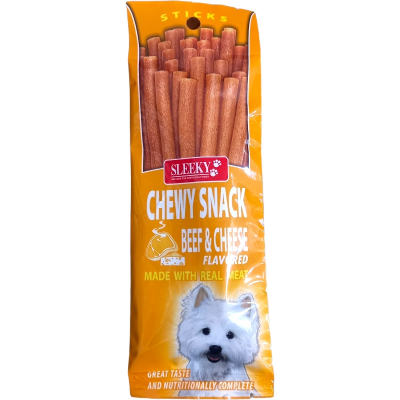 STICKS
SLEEKY
CHEWY SNACK
BEEF & CHEESE
FLAVORED
MADE WITH REAL MEAT
GREAT TASTE
AND NUTRITIONALLY COMPLETE